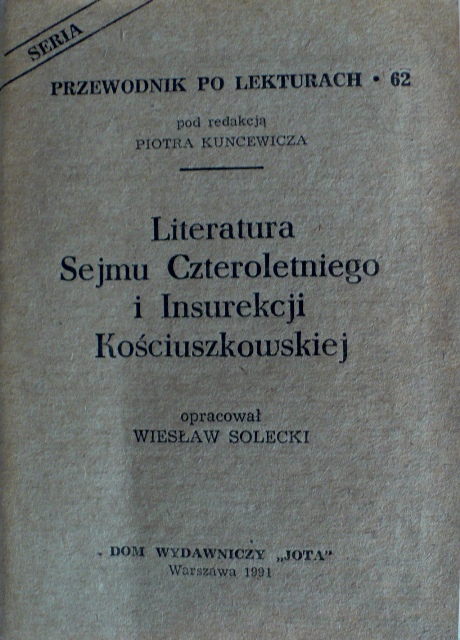 SERIA
PRZEWODNIK PO LEKTURACH • 62
pod redakcją
PIOTRA KUNCEWICZA
Literatura
Sejmu Czteroletniego
i Insurekcji
Kościuszkowskiej
opracował
WIESŁAW SOLECKI
DOM WYDAWNICZY „JOTA”
Warszawa 1991